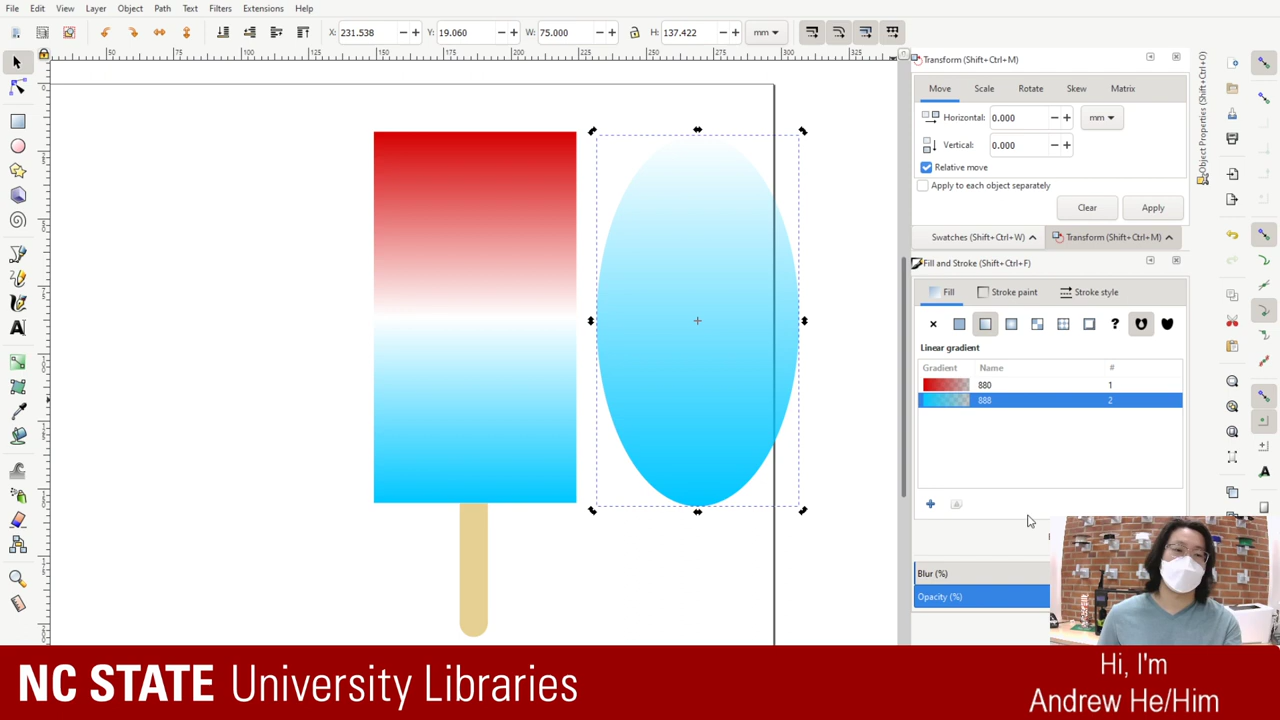 File Edit View Layer Object Path Text Filters Extensions Help
X: 231.538 Y: 19.060 W: 75.000 H: 137.422 mm
Transform (Shift+Ctrl+M)
Move Scale Rotate Skew Matrix
Horizontal: 0.000 mm
Vertical: 0.000
Relative move
Apply to each object separately
Clear Apply
Swatches (Shift+Ctrl+W) Transform (Shift+Ctrl+M)
Fill and Stroke (Shift+Ctrl+F)
Fill Stroke paint Stroke style
Linear gradient
Gradient Name #
880 1
888 2
Blur (%)
Opacity (%)
Object Properties (Shift+Ctrl+O)
NC STATE University Libraries
Hi, I'm
Andrew He/Him